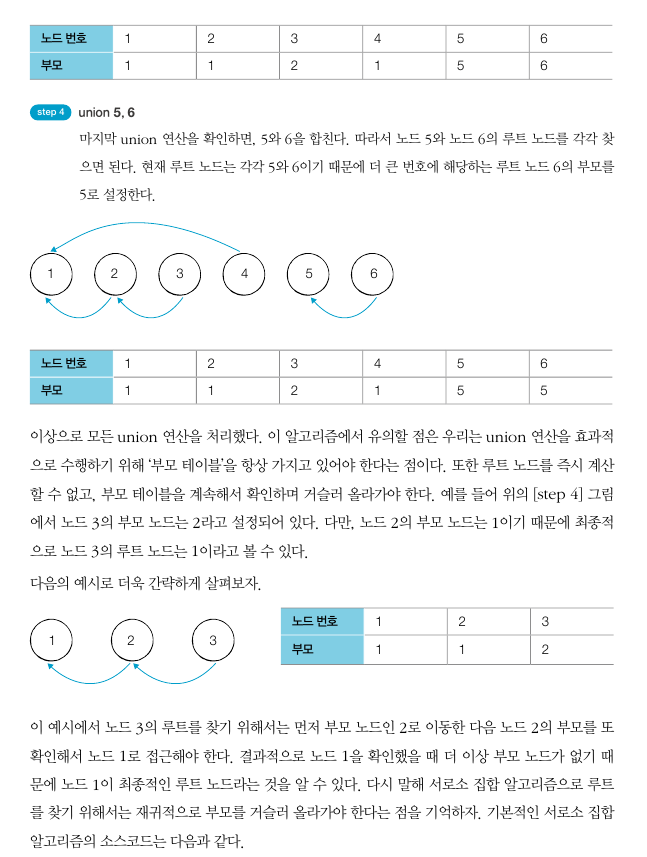 노드 번호 1 2 3 4 5 6
부모 1 1 2 1 5 6
step 4 union 5, 6
마지막 union 연산을 확인하면, 5와 6을 합친다. 따라서 노드 5와 노드 6의 루트 노드를 각각 찾
으면 된다. 현재 루트 노드는 각각 5와 6이기 때문에 더 큰 번호에 해당하는 루트 노드 6의 부모를
5로 설정한다.
1 2 3 4 5 6
노드 번호 1 2 3 4 5 6
부모 1 1 2 1 5 5
이상으로 모든 union 연산을 처리했다. 이 알고리즘에서 유의할 점은 우리는 union 연산을 효과적
으로 수행하기 위해 ‘부모 테이블’을 항상 가지고 있어야 한다는 점이다. 또한 루트 노드를 즉시 계산
할 수 없고, 부모 테이블을 계속해서 확인하며 거슬러 올라가야 한다. 예를 들어 위의 [step 4] 그림
에서 노드 3의 부모 노드는 2라고 설정되어 있다. 다만, 노드 2의 부모 노드는 1이기 때문에 최종적
으로 노드 3의 루트 노드는 1이라고 볼 수 있다.
다음의 예시로 더욱 간략하게 살펴보자.
1 2 3
노드 번호 1 2 3
부모 1 1 2
이 예시에서 노드 3의 루트를 찾기 위해서는 먼저 부모 노드인 2로 이동한 다음 노드 2의 부모를 또
확인해서 노드 1로 접근해야 한다. 결과적으로 노드 1을 확인했을 때 더 이상 부모 노드가 없기 때
문에 노드 1이 최종적인 루트 노드라는 것을 알 수 있다. 다시 말해 서로소 집합 알고리즘으로 루트
를 찾기 위해서는 재귀적으로 부모를 거슬러 올라가야 한다는 점을 기억하자. 기본적인 서로소 집합
알고리즘의 소스코드는 다음과 같다.